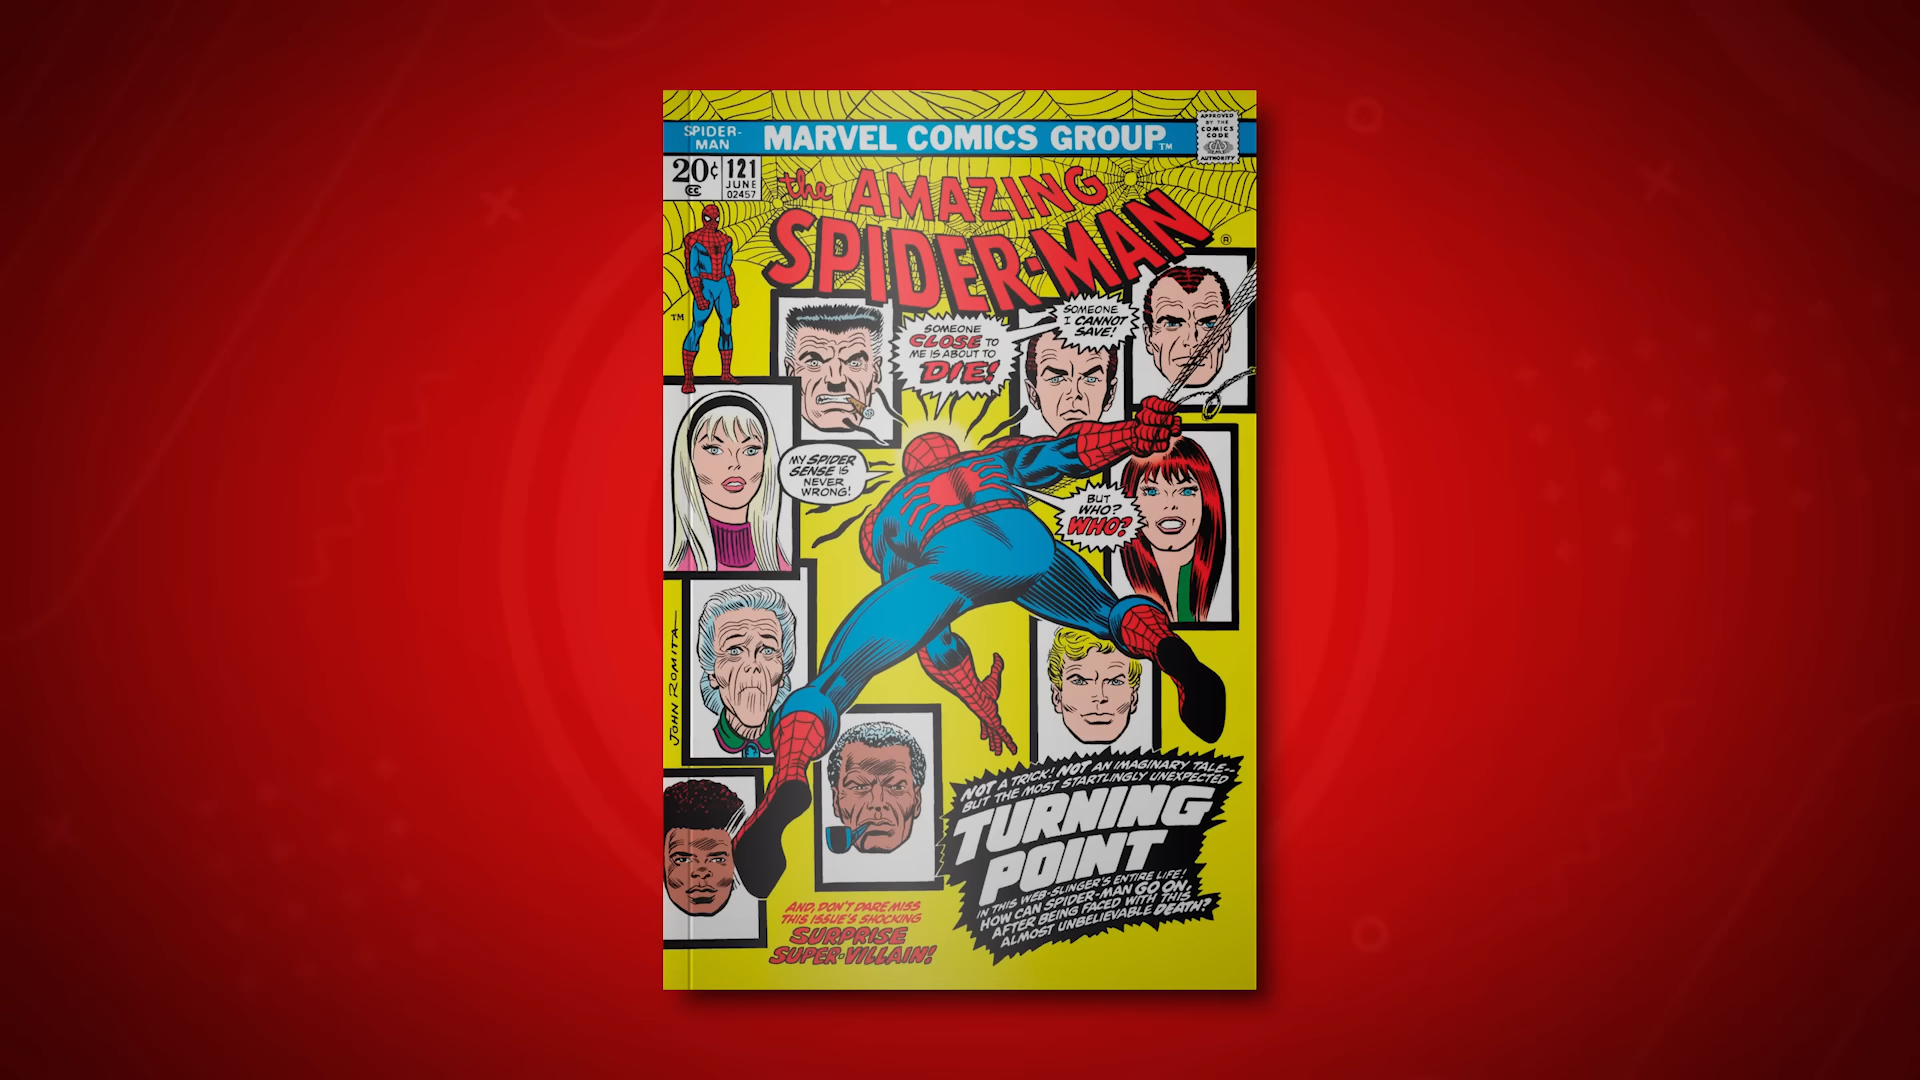 SPIDER-
MAN
MARVEL COMICS GROUP™
APPROVED
BY THE
COMICS
CODE
AUTHORITY
20¢
CC
121
JUNE
02457
the AMAZING
SPIDER-MAN
®
TM
SOMEONE
CLOSE TO
ME IS ABOUT TO
DIE!
SOMEONE
I CANNOT
SAVE!
MY SPIDER
SENSE IS
NEVER
WRONG!
BUT
WHO?
WHO?
JOHN ROMITA
NOT A TRICK! NOT AN IMAGINARY TALE--
BUT THE MOST STARTLINGLY UNEXPECTED
TURNING
POINT
IN THIS WEB-SLINGER'S ENTIRE LIFE!
HOW CAN SPIDER-MAN GO ON,
AFTER BEING FACED WITH THIS
ALMOST UNBELIEVABLE DEATH?
AND, DON'T DARE MISS
THIS ISSUE'S SHOCKING
SURPRISE
SUPER-VILLAIN!